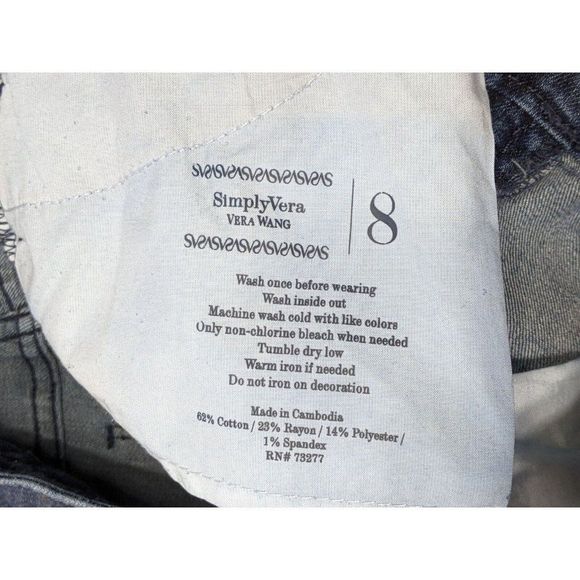 SVSVSVSVSVSVSVS
SimplyVera
VERA WANG
8
SVSVSVSVSVSVSVS
Wash once before wearing
Wash inside out
Machine wash cold with like colors
Only non-chlorine bleach when needed
Tumble dry low
Warm iron if needed
Do not iron on decoration
Made in Cambodia
62% Cotton / 23% Rayon / 14% Polyester /
1% Spandex
RN# 73277